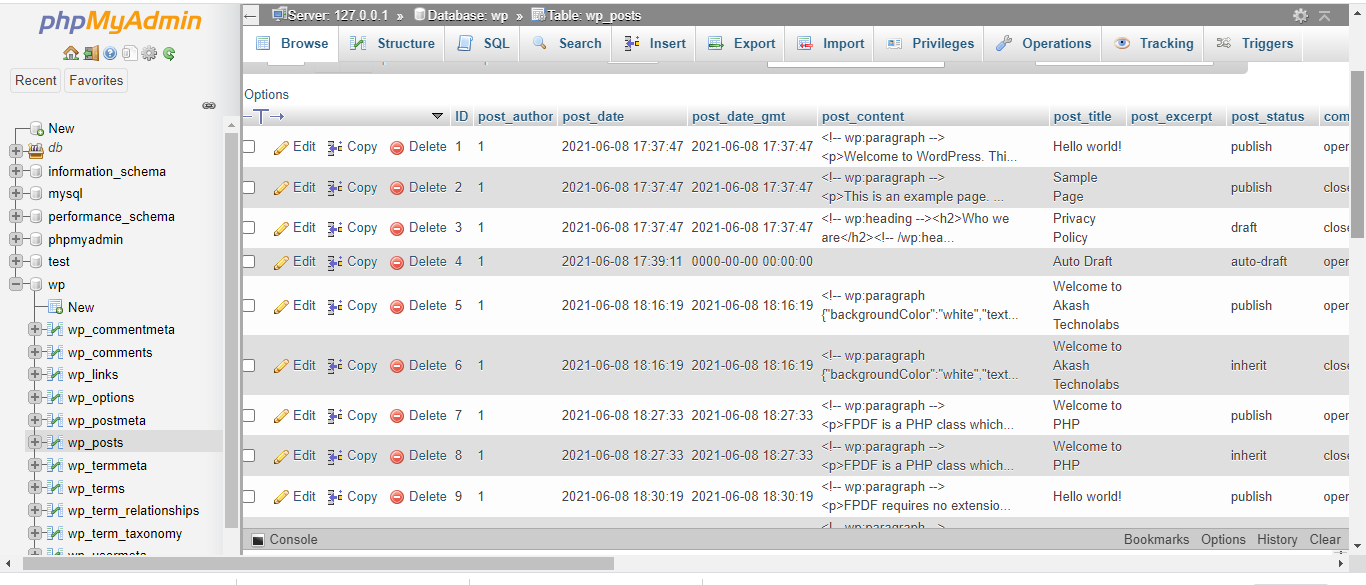 phpMyAdmin
Recent Favorites
New
db
information_schema
mysql
performance_schema
phpmyadmin
test
wp
New
wp_commentmeta
wp_comments
wp_links
wp_options
wp_postmeta
wp_posts
wp_termmeta
wp_terms
wp_term_relationships
wp_term_taxonomy
wp_usermeta
Server: 127.0.0.1 » Database: wp » Table: wp_posts
Browse Structure SQL Search Insert Export Import Privileges Operations Tracking Triggers
Options
ID post_author post_date post_date_gmt post_content post_title post_excerpt post_status com
Edit Copy Delete 1 1 2021-06-08 17:37:47 2021-06-08 17:37:47 <!-- wp:paragraph --> Hello world! publish oper
<p>Welcome to WordPress. Thi...
Edit Copy Delete 2 1 2021-06-08 17:37:47 2021-06-08 17:37:47 <!-- wp:paragraph --> Sample publish close
<p>This is an example page. ... Page
Edit Copy Delete 3 1 2021-06-08 17:37:47 2021-06-08 17:37:47 <!-- wp:heading --><h2>Who we Privacy draft close
are</h2><!-- /wp:hea... Policy
Edit Copy Delete 4 1 2021-06-08 17:39:11 0000-00-00 00:00:00 Auto Draft auto-draft oper
Welcome to
Edit Copy Delete 5 1 2021-06-08 18:16:19 2021-06-08 18:16:19 <!-- wp:paragraph Akash publish oper
{"backgroundColor":"white","text... Technolabs
Welcome to
Edit Copy Delete 6 1 2021-06-08 18:16:19 2021-06-08 18:16:19 <!-- wp:paragraph Akash inherit close
{"backgroundColor":"white","text... Technolabs
Edit Copy Delete 7 1 2021-06-08 18:27:33 2021-06-08 18:27:33 <!-- wp:paragraph --> Welcome to publish oper
<p>FPDF is a PHP class which... PHP
Edit Copy Delete 8 1 2021-06-08 18:27:33 2021-06-08 18:27:33 <!-- wp:paragraph --> Welcome to inherit close
<p>FPDF is a PHP class which... PHP
Edit Copy Delete 9 1 2021-06-08 18:30:19 2021-06-08 18:30:19 <!-- wp:paragraph --> Hello world! publish oper
<p>FPDF requires no extensio...
<!-- wp:paragraph -->
Console Bookmarks Options History Clear